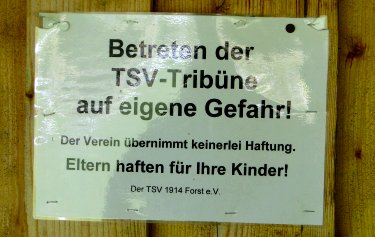 Betreten der
TSV-Tribüne
auf eigene Gefahr!
Der Verein übernimmt keinerlei Haftung.
Eltern haften für Ihre Kinder!
Der TSV 1914 Forst e.V.